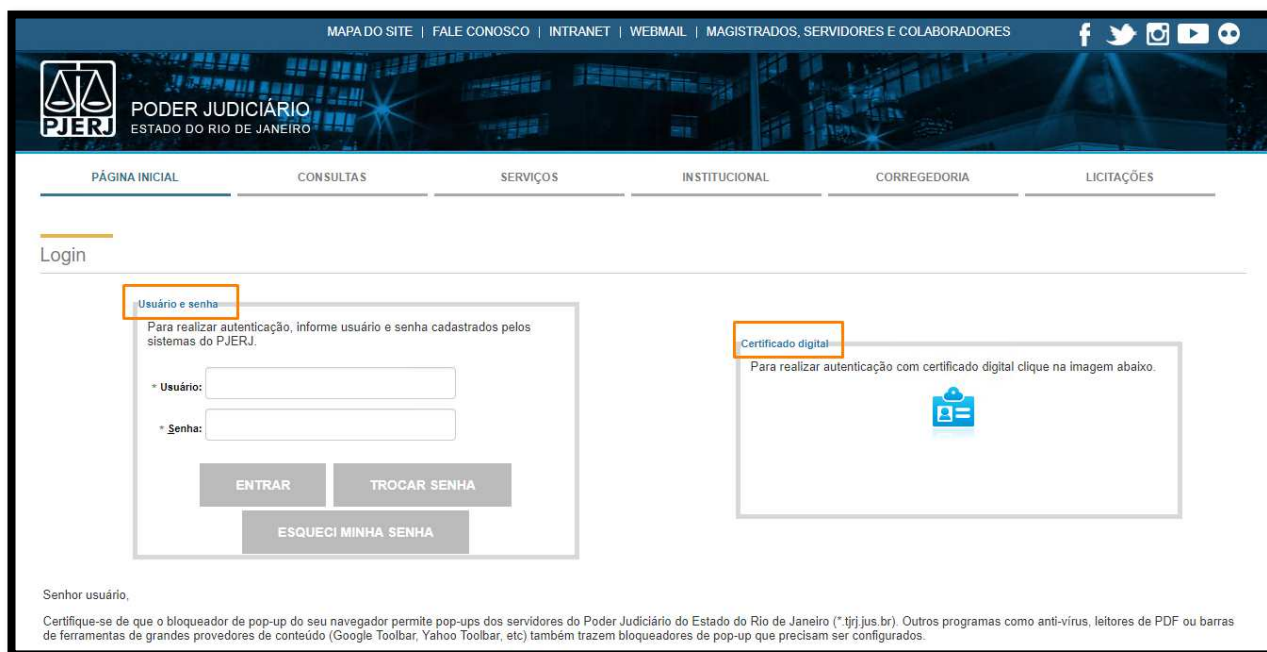 MAPA DO SITE | FALE CONOSCO | INTRANET | WEBMAIL | MAGISTRADOS, SERVIDORES E COLABORADORES
PJERJ
PODER JUDICIÁRIO
ESTADO DO RIO DE JANEIRO
PÁGINA INICIAL CONSULTAS SERVIÇOS INSTITUCIONAL CORREGEDORIA LICITAÇÕES
Login
Usuário e senha
Para realizar autenticação, informe usuário e senha cadastrados pelos
sistemas do PJERJ.
* Usuário:
* Senha:
ENTRAR TROCAR SENHA
ESQUECI MINHA SENHA
Certificado digital
Para realizar autenticação com certificado digital clique na imagem abaixo.
Senhor usuário,
Certifique-se de que o bloqueador de pop-up do seu navegador permite pop-ups dos servidores do Poder Judiciário do Estado do Rio de Janeiro (*.tjrj.jus.br). Outros programas como anti-vírus, leitores de PDF ou barras
de ferramentas de grandes provedores de conteúdo (Google Toolbar, Yahoo Toolbar, etc) também trazem bloqueadores de pop-up que precisam ser configurados.